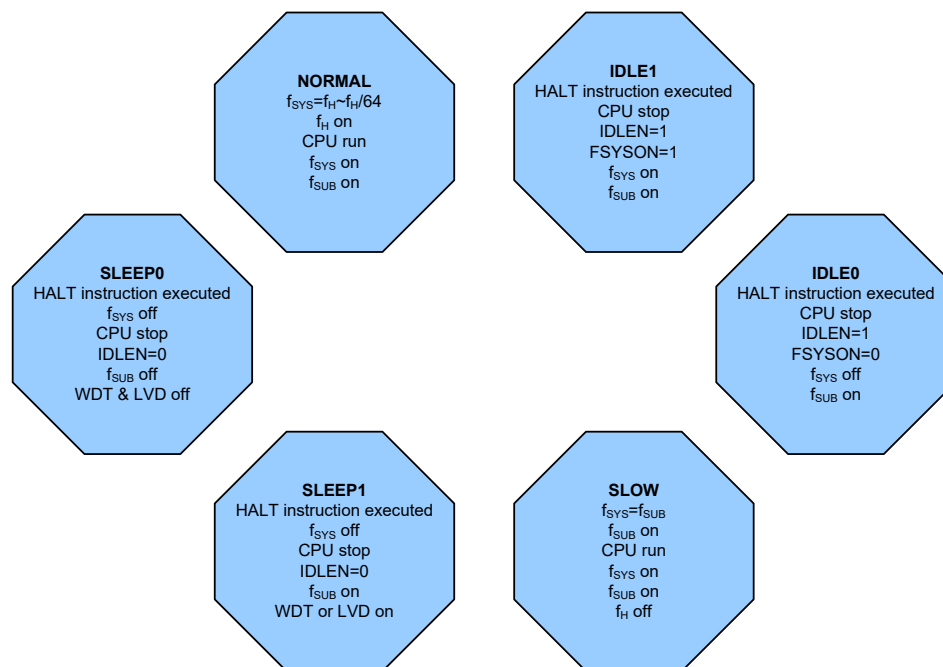 NORMAL
fSYS=fH~fH/64
fH on
CPU run
fSYS on
fSUB on
IDLE1
HALT instruction executed
CPU stop
IDLEN=1
FSYSON=1
fSYS on
fSUB on
SLEEP0
HALT instruction executed
fSYS off
CPU stop
IDLEN=0
fSUB off
WDT & LVD off
IDLE0
HALT instruction executed
CPU stop
IDLEN=1
FSYSON=0
fSYS off
fSUB on
SLEEP1
HALT instruction executed
fSYS off
CPU stop
IDLEN=0
fSUB on
WDT or LVD on
SLOW
fSYS=fSUB
fSUB on
CPU run
fSYS on
fSUB on
fH off